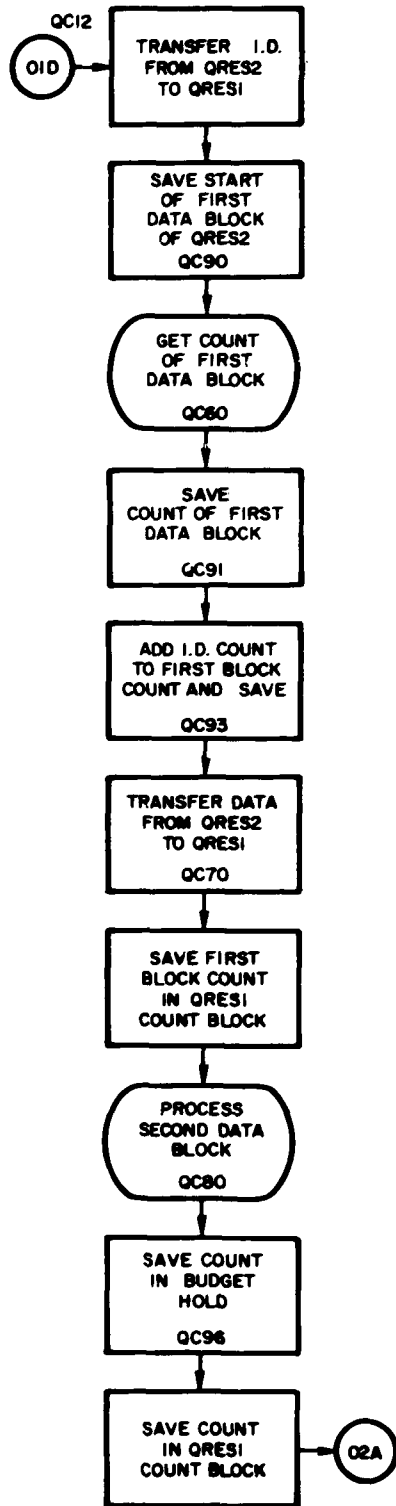 QC12
01D
TRANSFER I.D.
FROM QRES2
TO QRES1
SAVE START
OF FIRST
DATA BLOCK
OF QRES2
QC90
GET COUNT
OF FIRST
DATA BLOCK
QC60
SAVE
COUNT OF FIRST
DATA BLOCK
QC91
ADD I.D. COUNT
TO FIRST BLOCK
COUNT AND SAVE
QC93
TRANSFER DATA
FROM QRES2
TO QRES1
QC70
SAVE FIRST
BLOCK COUNT
IN QRES1
COUNT BLOCK
PROCESS
SECOND DATA
BLOCK
QC80
SAVE COUNT
IN BUDGET
HOLD
QC96
SAVE COUNT
IN QRES1
COUNT BLOCK
02A